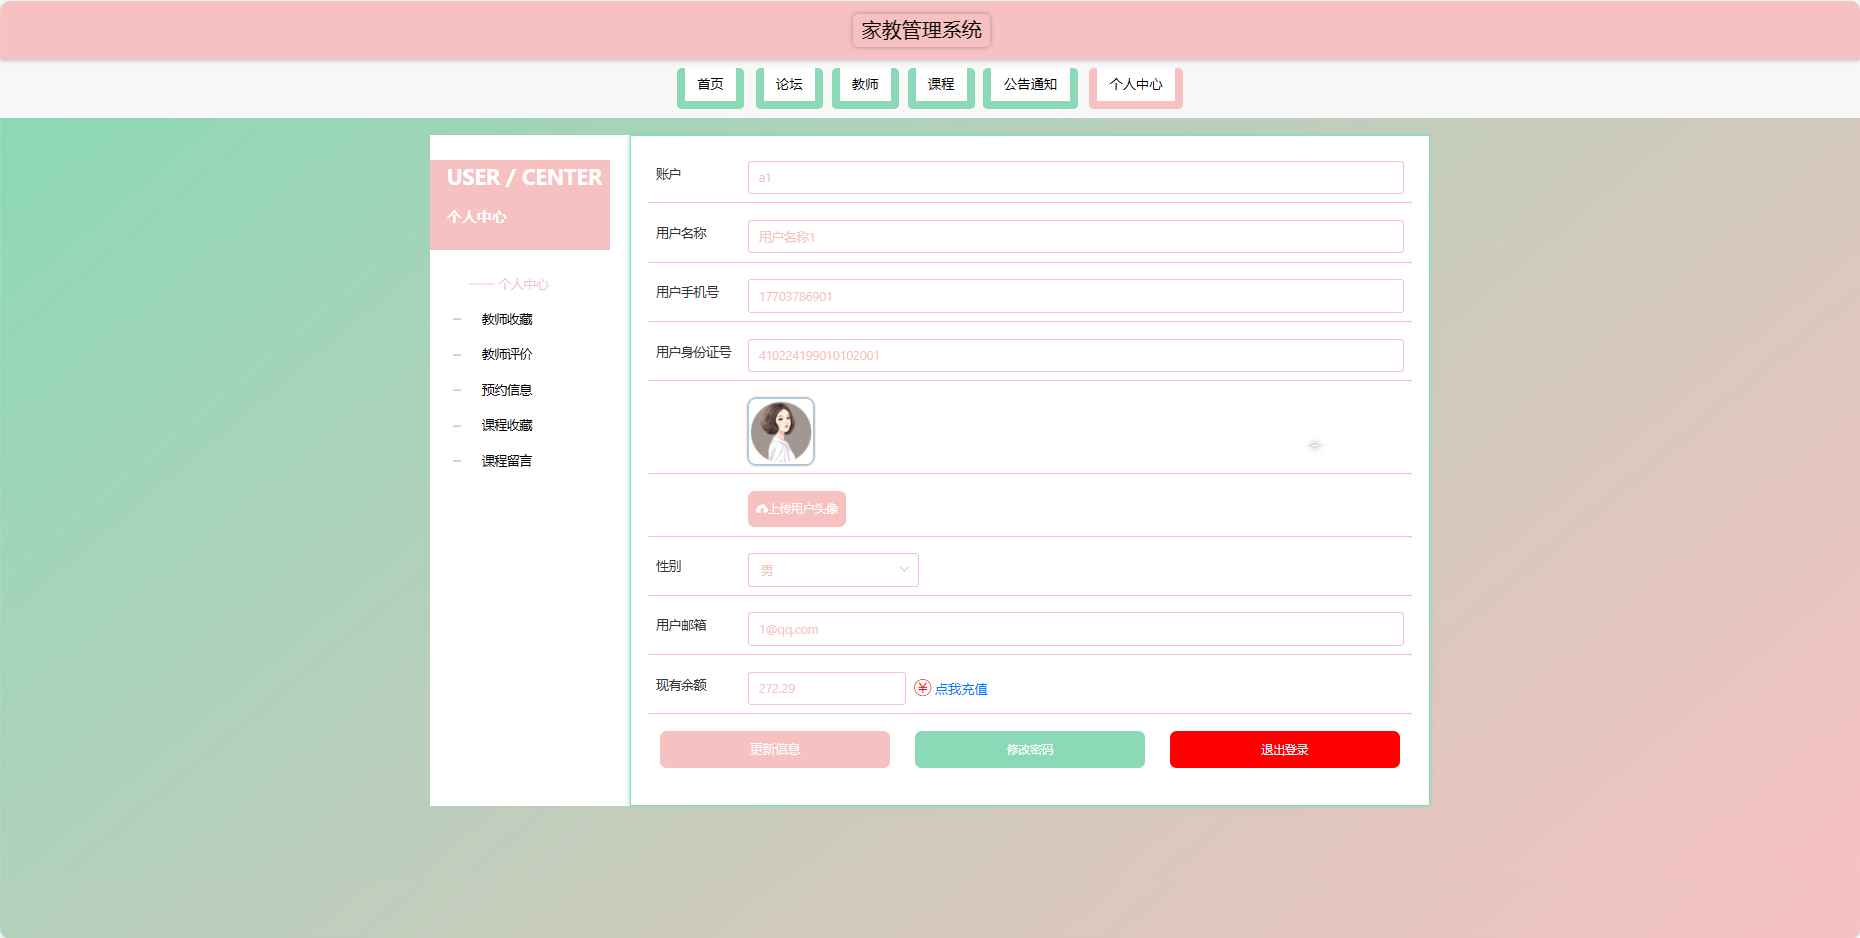 家教管理系统
首页 论坛 教师 课程 公告通知 个人中心
USER / CENTER
个人中心
—— 个人中心
教师收藏
教师评价
预约信息
课程收藏
课程留言
账户 a1
用户名称 用户名称1
用户手机号 17703786901
用户身份证号 410224199010102001
上传用户头像
性别 男
用户邮箱 1@qq.com
现有余额 272.29 ¥ 点我充值
更新信息 修改密码 退出登录